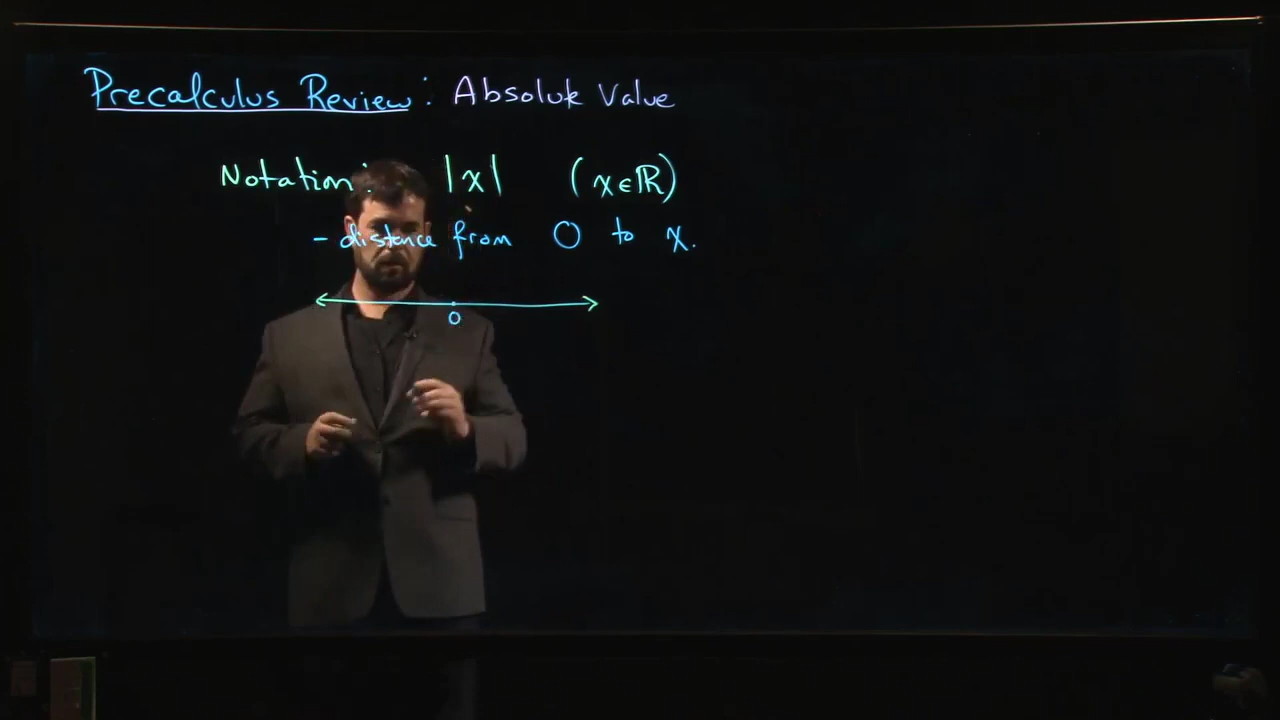 Precalculus Review: Absolute Value
Notation: |x| (x∈ℝ)
- distance from 0 to x.
0